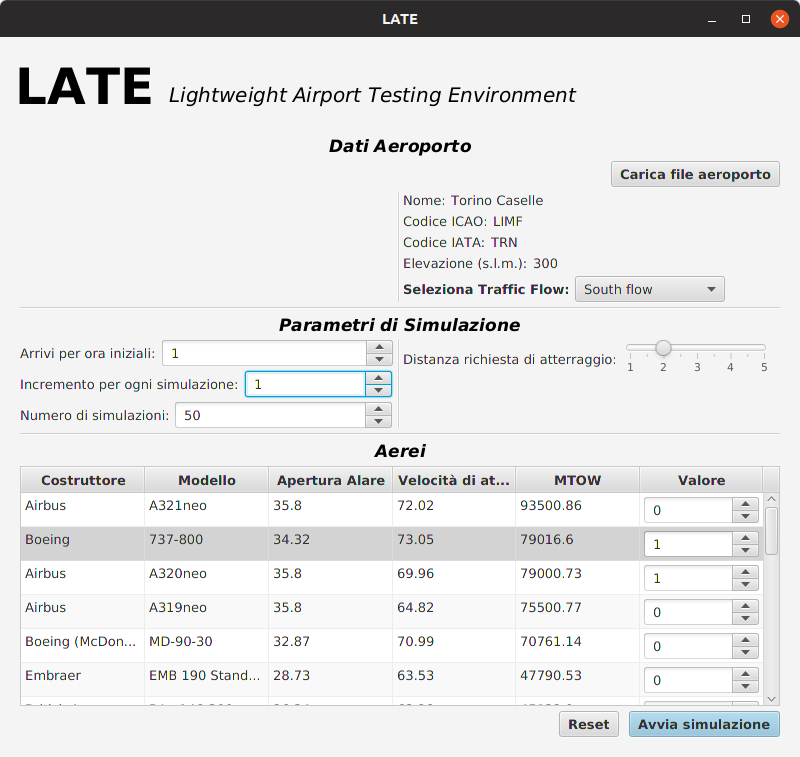 LATE
LATE Lightweight Airport Testing Environment
Dati Aeroporto
Carica file aeroporto
Nome: Torino Caselle
Codice ICAO: LIMF
Codice IATA: TRN
Elevazione (s.l.m.): 300
Seleziona Traffic Flow: South flow
Parametri di Simulazione
Arrivi per ora iniziali: 1
Incremento per ogni simulazione: 1
Numero di simulazioni: 50
Distanza richiesta di atterraggio:
1 2 3 4 5
Aerei
Costruttore Modello Apertura Alare Velocità di at... MTOW Valore
Airbus A321neo 35.8 72.02 93500.86 0
Boeing 737-800 34.32 73.05 79016.6 1
Airbus A320neo 35.8 69.96 79000.73 1
Airbus A319neo 35.8 64.82 75500.77 0
Boeing (McDon... MD-90-30 32.87 70.99 70761.14 0
Embraer EMB 190 Stand... 28.73 63.53 47790.53 0
Reset Avvia simulazione